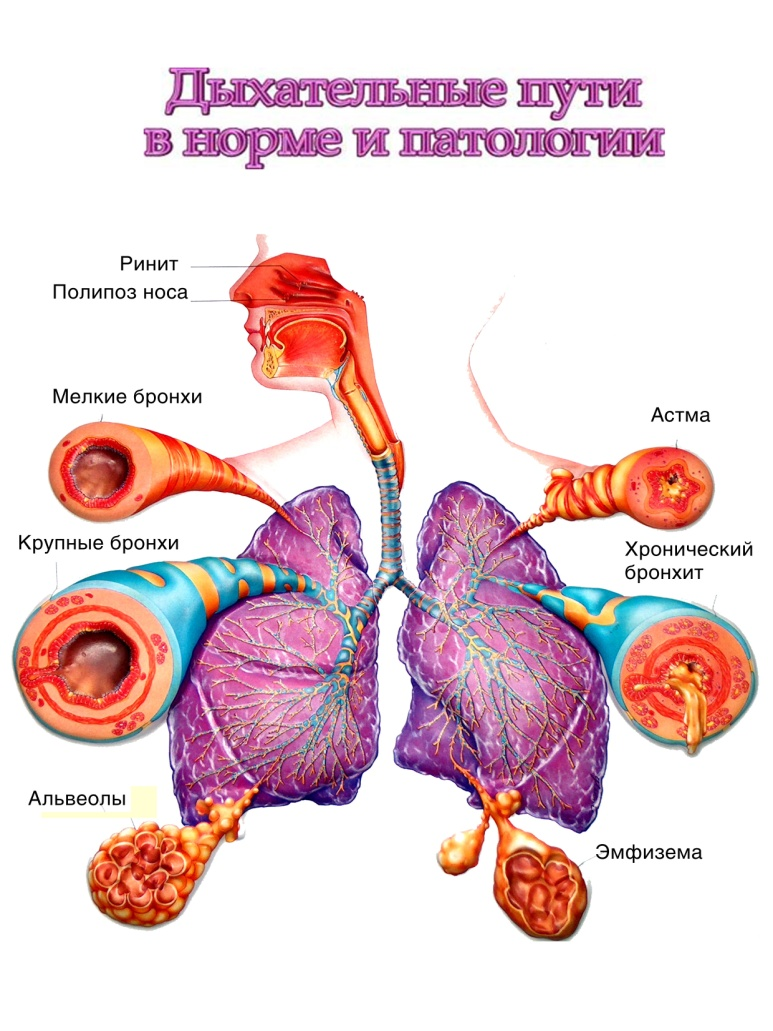 Дыхательные пути
в норме и патологии
Ринит
Полипоз носа
Мелкие бронхи
Астма
Крупные бронхи
Хронический
бронхит
Альвеолы
Эмфизема